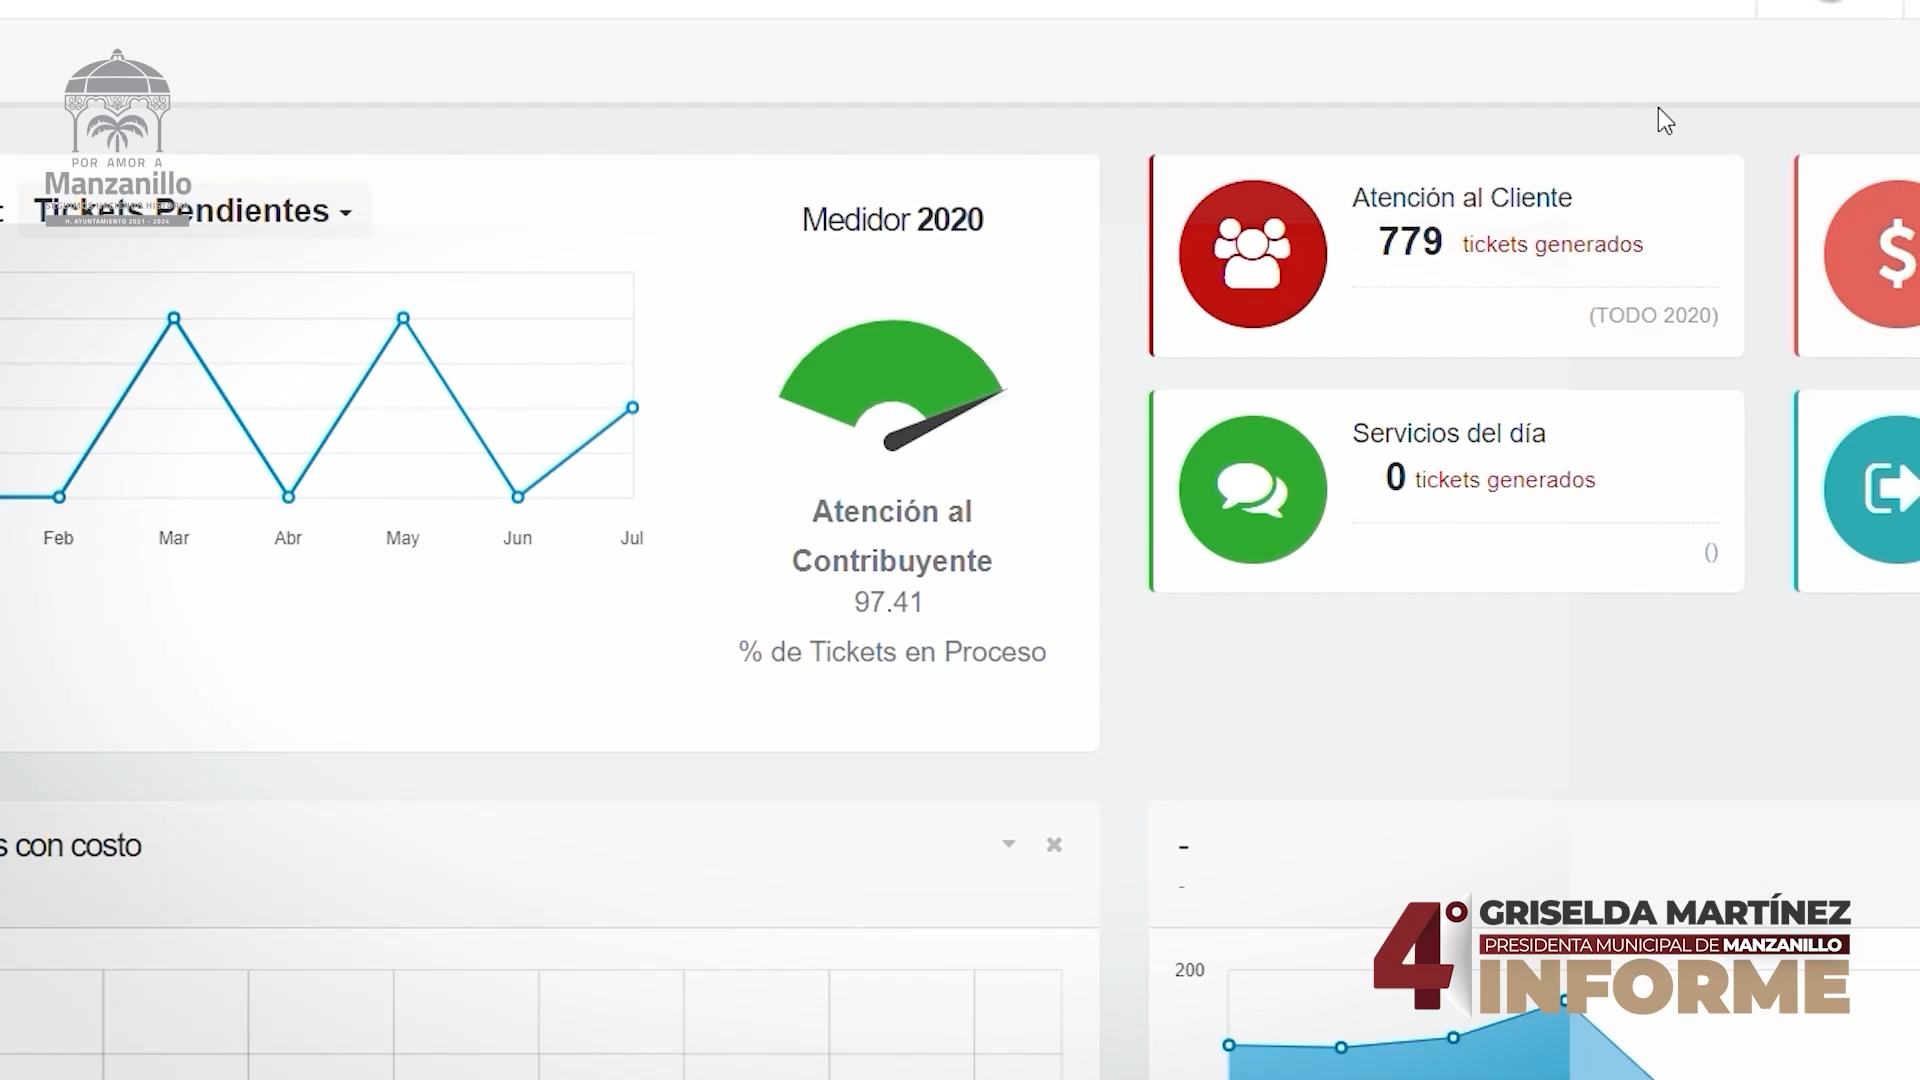 POR AMOR A
Manzanillo
H. AYUNTAMIENTO 2021 - 2024
Tickets Pendientes
Feb Mar Abr May Jun Jul
Medidor 2020
Atención al
Contribuyente
97.41
% de Tickets en Proceso
Atención al Cliente
779 tickets generados
(TODO 2020)
Servicios del día
0 tickets generados
()
$
s con costo
-
-
200
4° GRISELDA MARTÍNEZ
PRESIDENTA MUNICIPAL DE MANZANILLO
INFORME